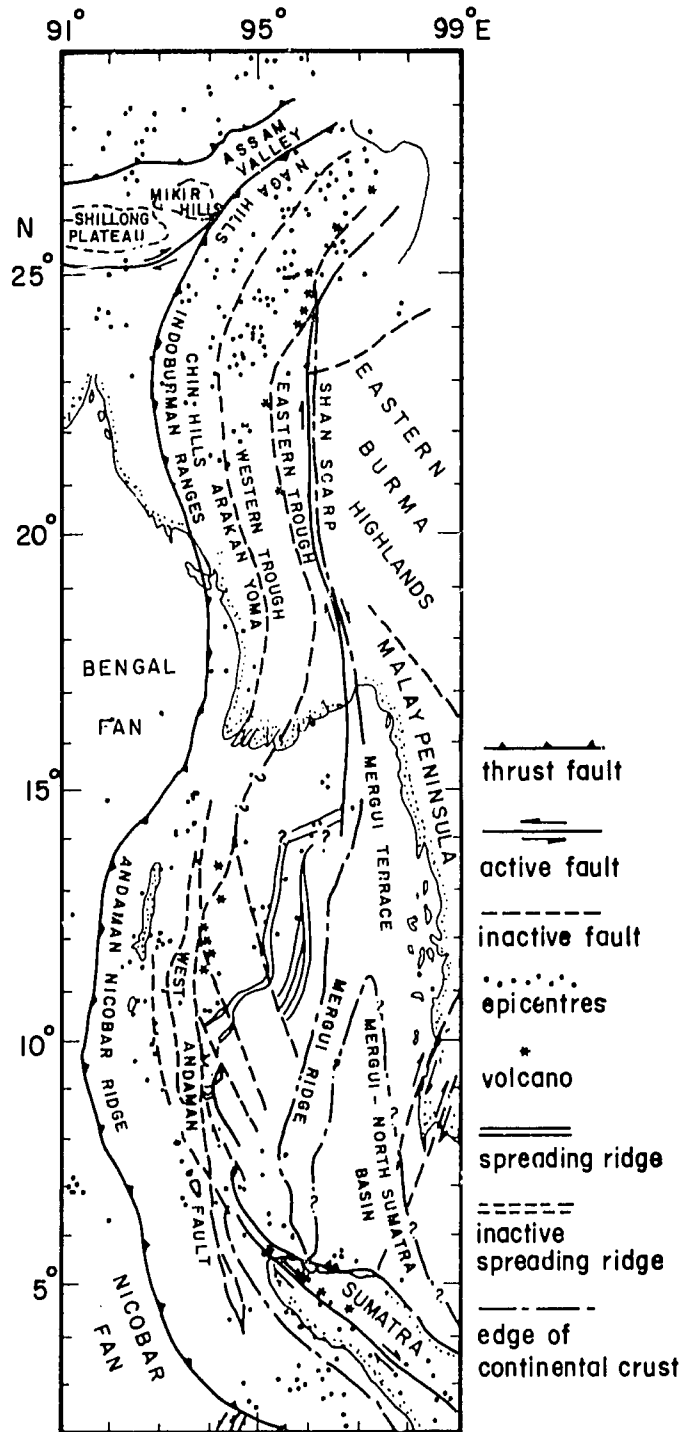 91° 95° 99°E
ASSAM
VALLEY
NAGA HILLS
MIKIR
HILLS
SHILLONG
PLATEAU
N
25°
INDOBURMAN RANGES
CHIN-HILLS ARAKAN YOMA
WESTERN TROUGH
EASTERN TROUGH
SHAN SCARP
EASTERN
BURMA
HIGHLANDS
20°
BENGAL
FAN
MALAY PENINSULA
?
15°
MERGUI TERRACE
? ?
ANDAMAN NICOBAR RIDGE
WEST
ANDAMAN
FAULT
10°
MERGUI RIDGE
MERGUI-NORTH SUMATRA
BASIN
?
?
?
?
?
5°
SUMATRA
NICOBAR
FAN
thrust fault
active fault
inactive fault
epicentres
volcano
spreading ridge
inactive
spreading ridge
edge of
continental crust